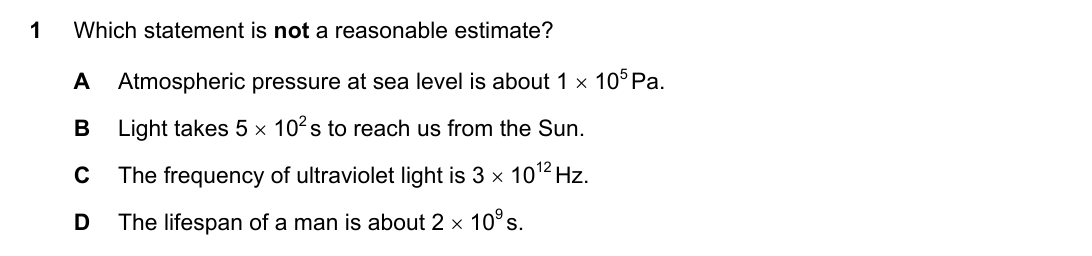 1 Which statement is not a reasonable estimate?
A Atmospheric pressure at sea level is about 1 × 10⁵ Pa.
B Light takes 5 × 10² s to reach us from the Sun.
C The frequency of ultraviolet light is 3 × 10¹² Hz.
D The lifespan of a man is about 2 × 10⁹ s.